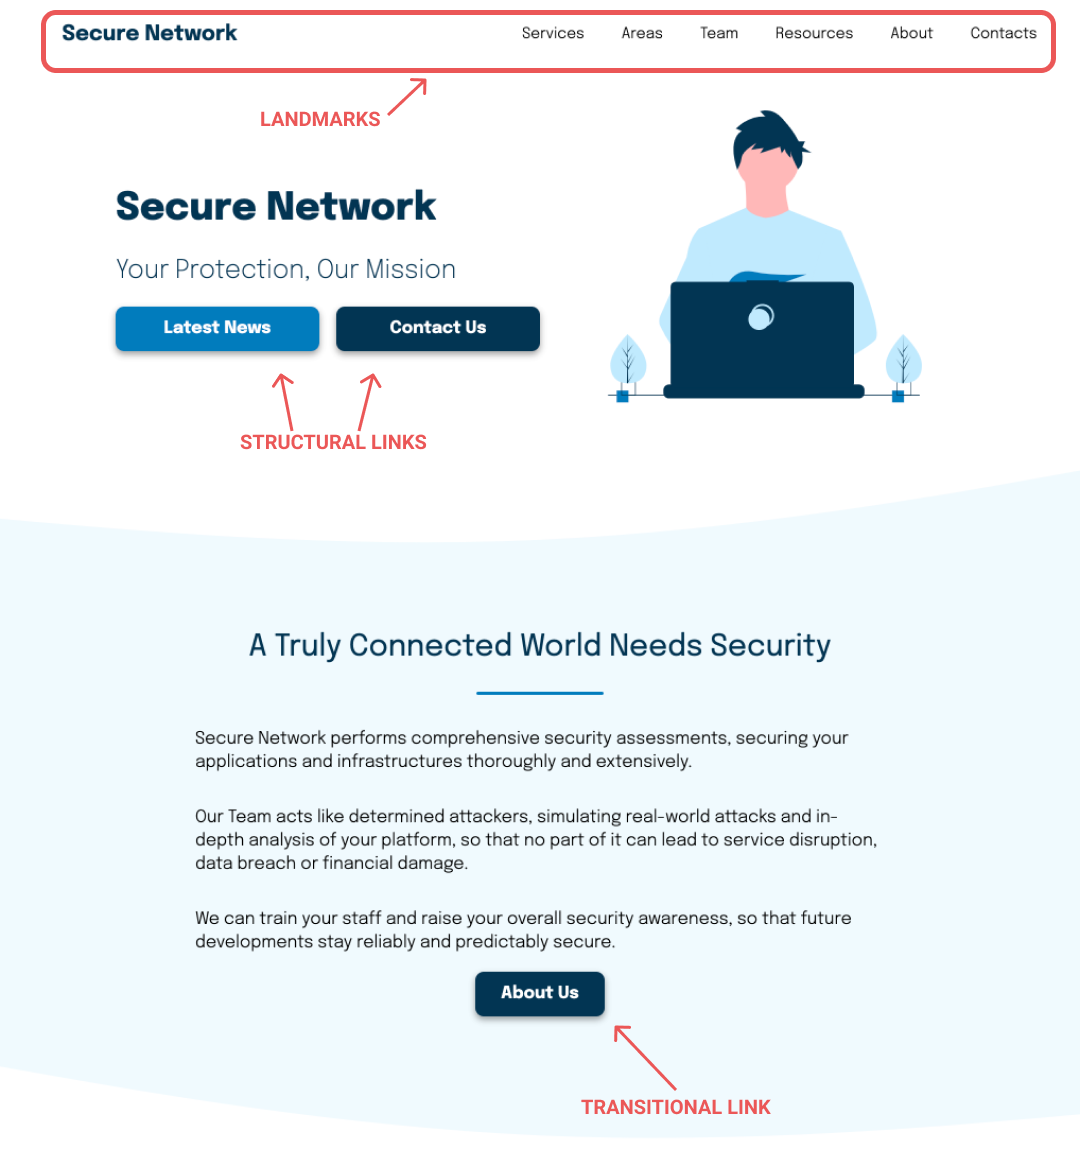 Secure Network
Services Areas Team Resources About Contacts
LANDMARKS
Secure Network
Your Protection, Our Mission
Latest News Contact Us
STRUCTURAL LINKS
A Truly Connected World Needs Security
Secure Network performs comprehensive security assessments, securing your
applications and infrastructures thoroughly and extensively.
Our Team acts like determined attackers, simulating real-world attacks and in-
depth analysis of your platform, so that no part of it can lead to service disruption,
data breach or financial damage.
We can train your staff and raise your overall security awareness, so that future
developments stay reliably and predictably secure.
About Us
TRANSITIONAL LINK